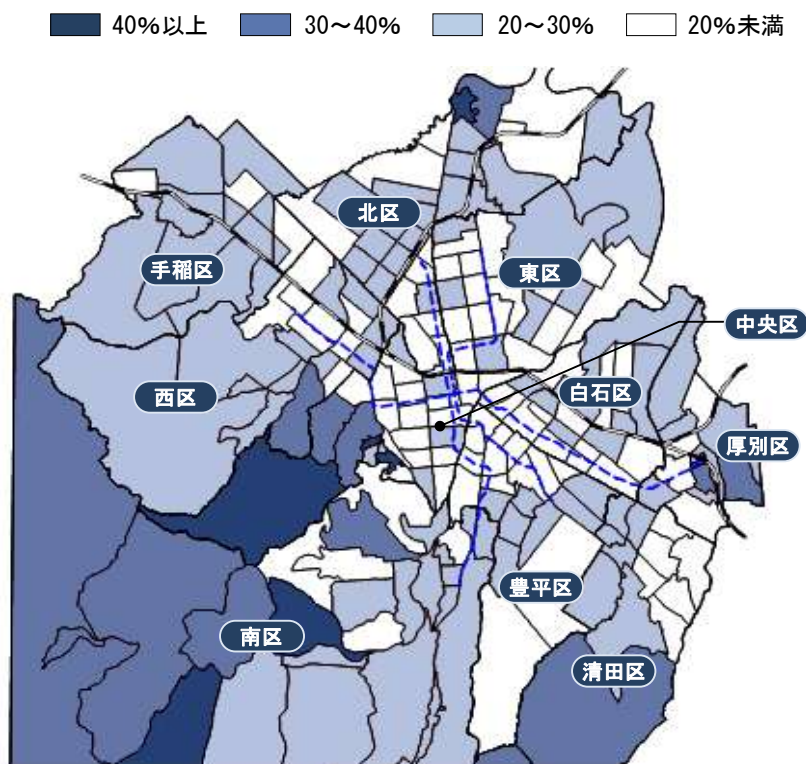 40%以上 30～40% 20～30% 20%未満
北区
手稲区
東区
中央区
西区
白石区
厚別区
豊平区
南区
清田区